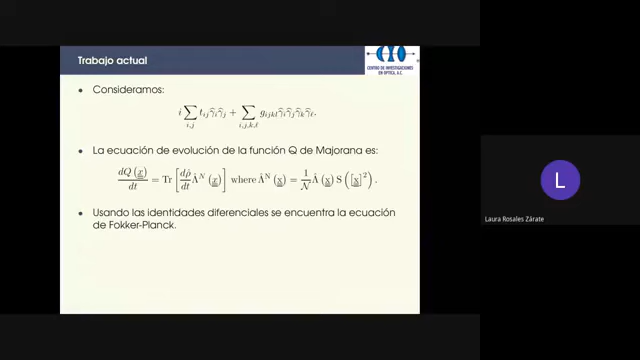 Trabajo actual
CENTRO DE INVESTIGACIONES
EN OPTICA, A.C.
• Consideramos:
i ∑_{i,j} t_{ij} γ̂_i γ̂_j + ∑_{i,j,k,ℓ} g_{ijkl} γ̂_i γ̂_j γ̂_k γ̂_ℓ.
• La ecuación de evolución de la función Q de Majorana es:
dQ(x)/dt = Tr [ dρ̂/dt Λ̂^N (x) ] where Λ̂^N (x) = 1/𝒩 Λ̂ (x) S ([x]^2).
• Usando las identidades diferenciales se encuentra la ecuación
de Fokker-Planck.
L
Laura Rosales Zárate